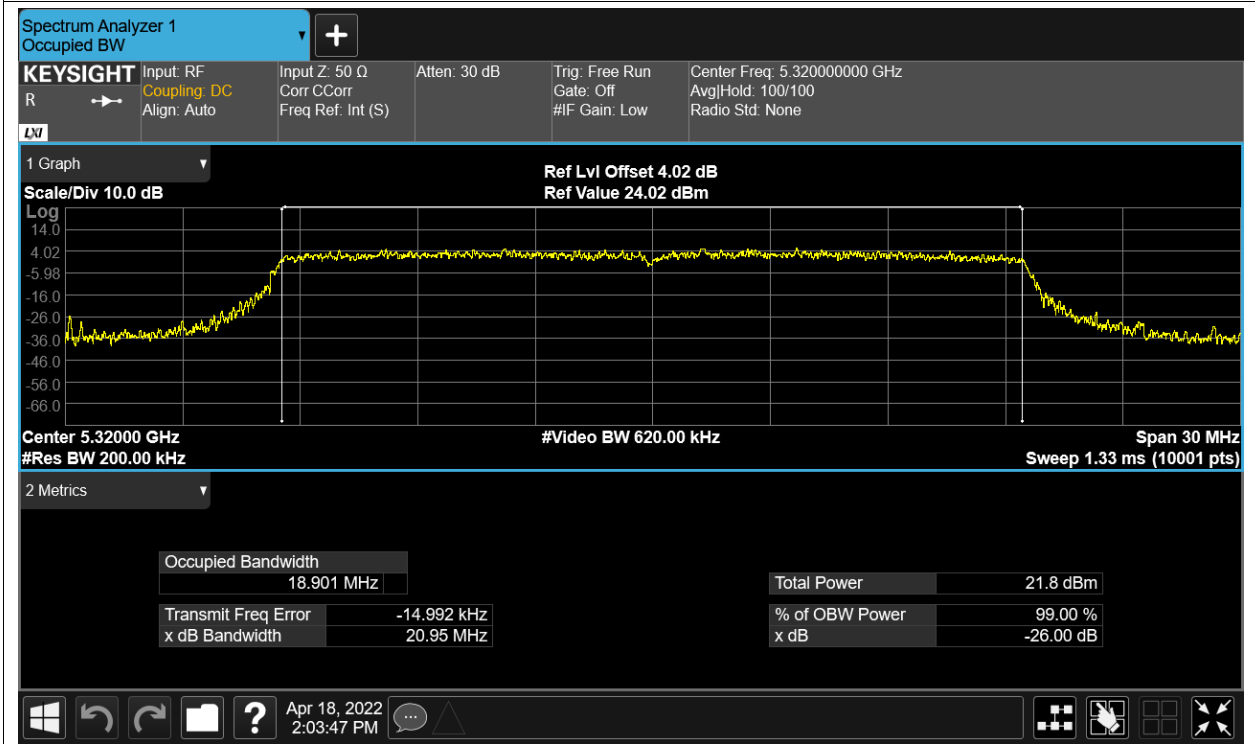 Spectrum Analyzer 1
Occupied BW
KEYSIGHT
R
LXI
Input: RF
Coupling: DC
Align: Auto
Input Z: 50 Ω
Corr CCorr
Freq Ref: Int (S)
Atten: 30 dB
Trig: Free Run
Gate: Off
#IF Gain: Low
Center Freq: 5.320000000 GHz
Avg|Hold: 100/100
Radio Std: None
1 Graph
Scale/Div 10.0 dB
Ref Lvl Offset 4.02 dB
Ref Value 24.02 dBm
Log
14.0
4.02
-5.98
-16.0
-26.0
-36.0
-46.0
-56.0
-66.0
Center 5.32000 GHz
#Res BW 200.00 kHz
#Video BW 620.00 kHz
Span 30 MHz
Sweep 1.33 ms (10001 pts)
2 Metrics
Occupied Bandwidth
18.901 MHz
Transmit Freq Error -14.992 kHz
x dB Bandwidth 20.95 MHz
Total Power 21.8 dBm
% of OBW Power 99.00 %
x dB -26.00 dB
?
Apr 18, 2022
2:03:47 PM